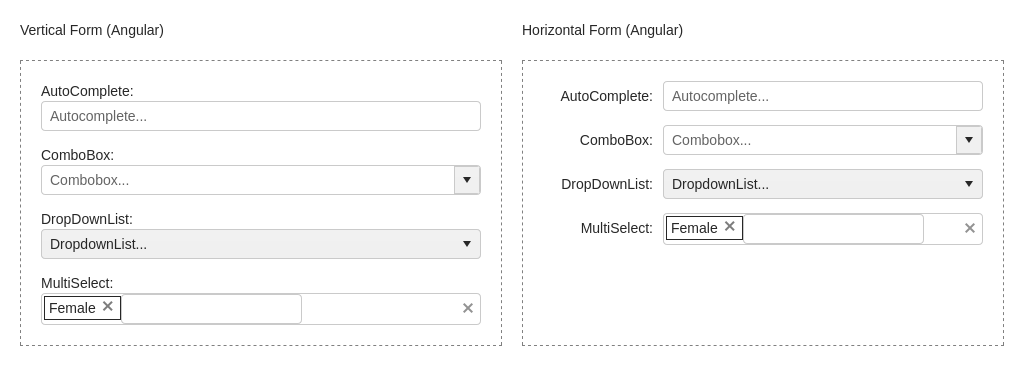 Vertical Form (Angular)
AutoComplete:
Autocomplete...
ComboBox:
Combobox...
DropDownList:
DropdownList...
MultiSelect:
Female
Horizontal Form (Angular)
AutoComplete: Autocomplete...
ComboBox: Combobox...
DropDownList: DropdownList...
MultiSelect: Female